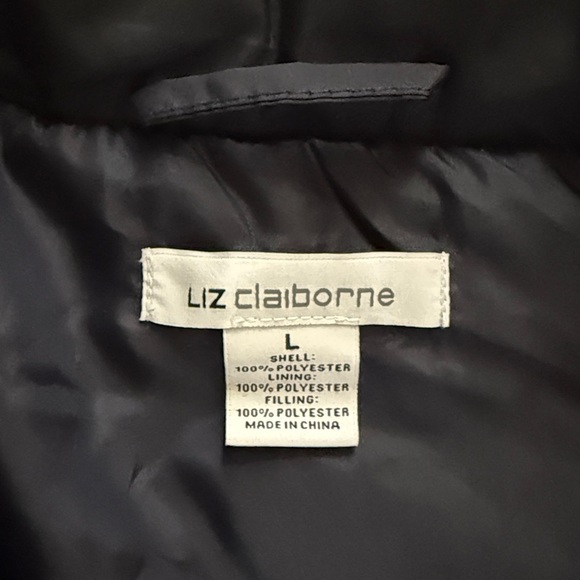 LIZ claiborne
L
SHELL:
100% POLYESTER
LINING:
100% POLYESTER
FILLING:
100% POLYESTER
MADE IN CHINA